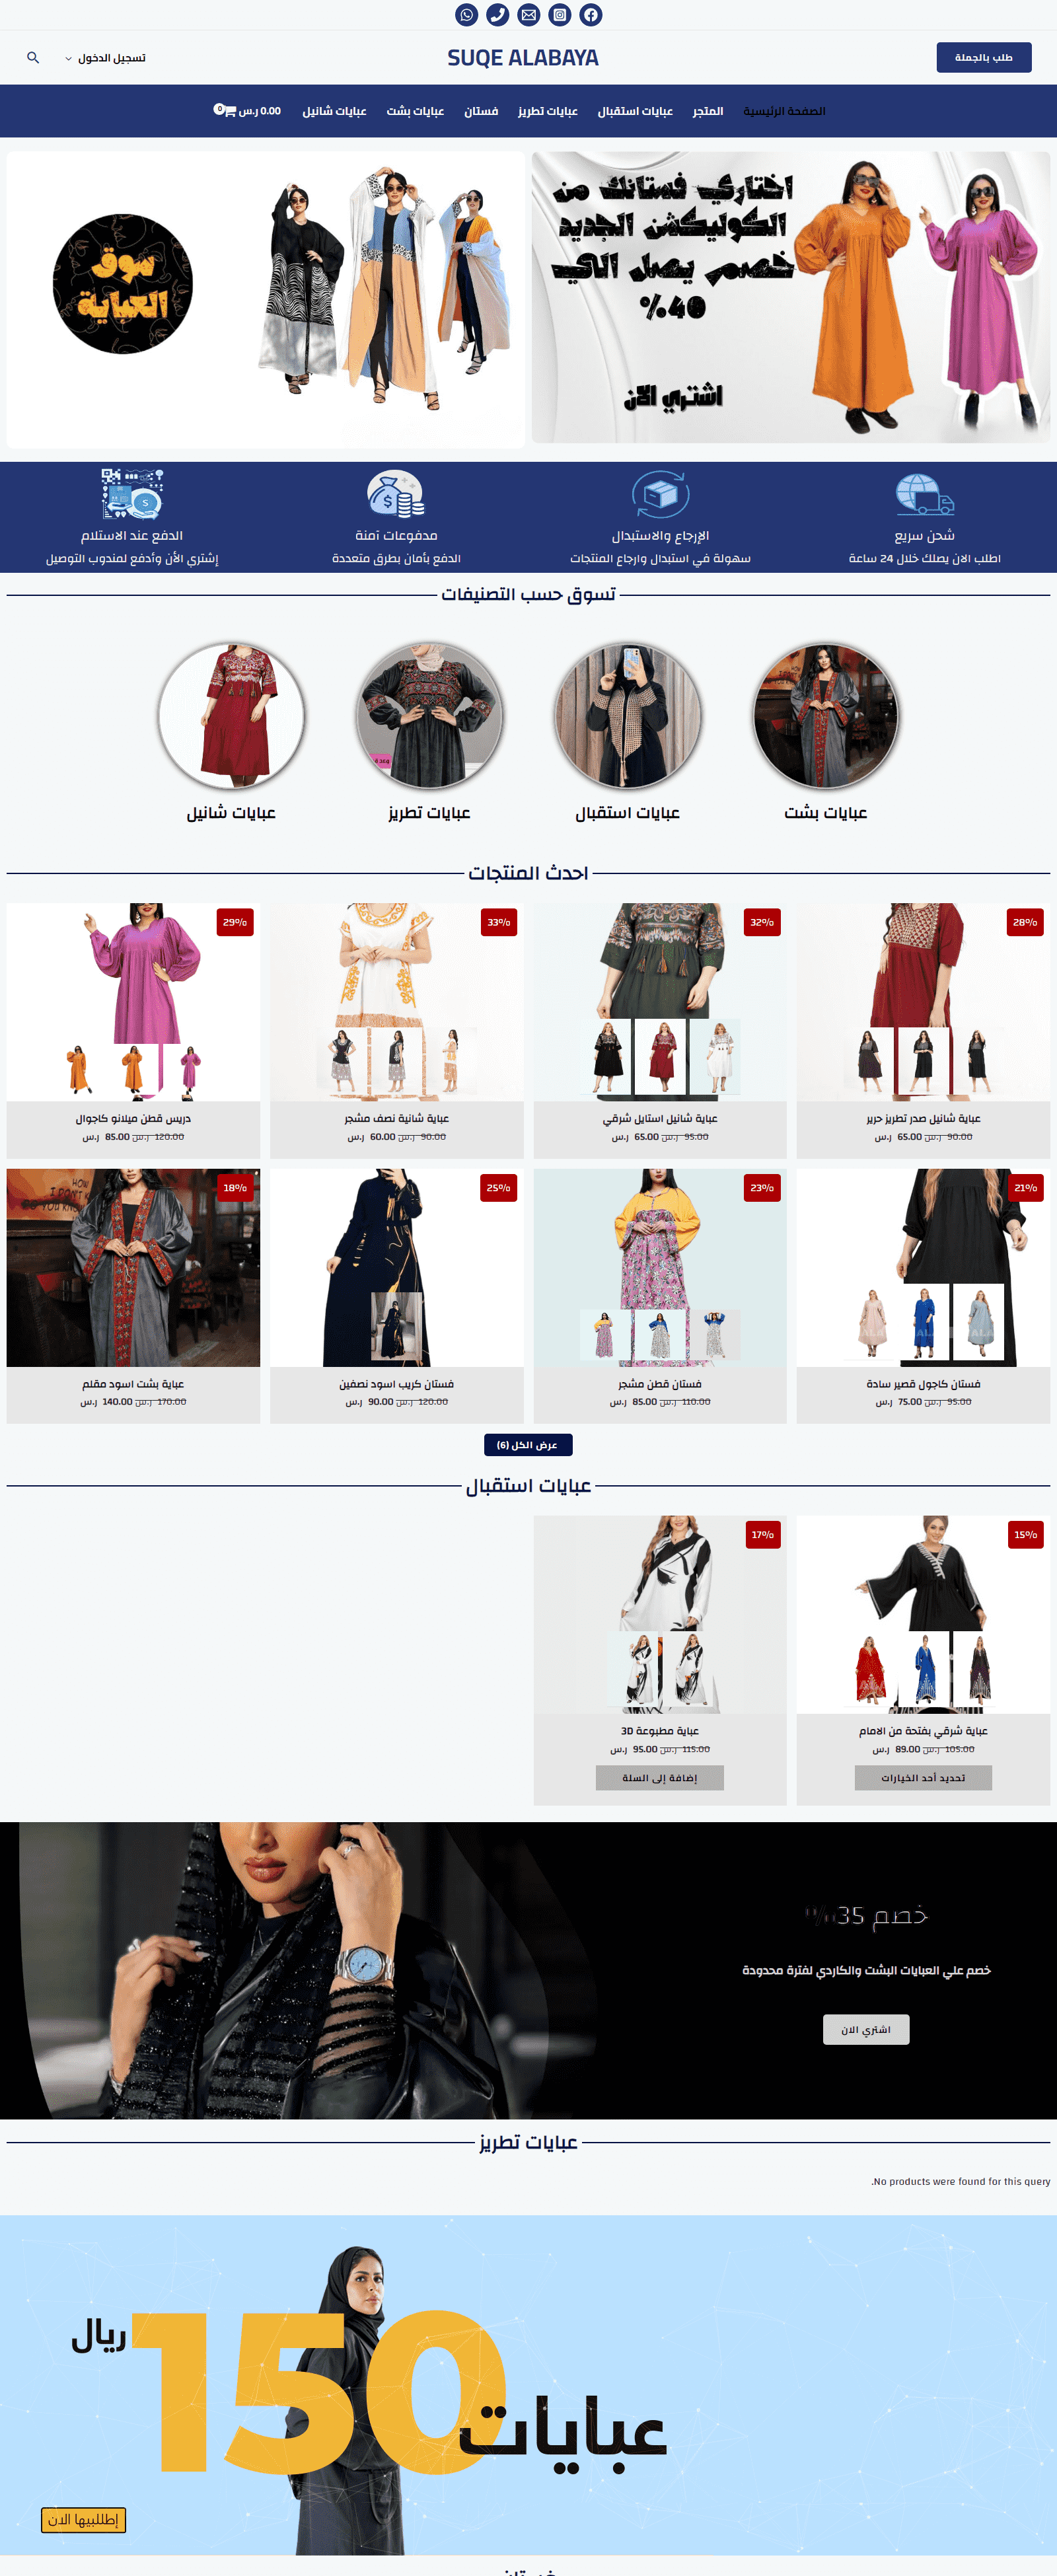 طلب بالجملة
SUQE ALABAYA
تسجيل الدخول
الصفحة الرئيسية
المتجر
عبايات استقبال
عبايات تطريز
فستان
عبايات بشت
عبايات شانيل
0.00 ر.س
0
اختاري فستانك من
الكوليكشن الجديد
خصم يصل الي
40%
اشتري الان
سوق
العباية
شحن سريع
اطلب الان يصلك خلال 24 ساعة
الإرجاع والاستبدال
سهولة في استبدال وارجاع المنتجات
مدفوعات آمنة
الدفع بأمان بطرق متعددة
الدفع عند الاستلام
إشتري الأن وأدفع لمندوب التوصيل
تسوق حسب التصنيفات
عبايات بشت
عبايات استقبال
عبايات تطريز
عبايات شانيل
احدث المنتجات
28%
عباية شانيل صدر تطريز حرير
90.00 ر.س 65.00 ر.س
32%
عباية شانيل استايل شرقي
95.00 ر.س 65.00 ر.س
33%
عباية شانية نصف مشجر
90.00 ر.س 60.00 ر.س
29%
دريس قطن ميلانو كاجوال
120.00 ر.س 85.00 ر.س
21%
فستان كاجول قصير سادة
95.00 ر.س 75.00 ر.س
23%
فستان قطن مشجر
110.00 ر.س 85.00 ر.س
25%
فستان كريب اسود نصفين
120.00 ر.س 90.00 ر.س
18%
عباية بشت اسود مقلم
170.00 ر.س 140.00 ر.س
عرض الكل (6)
عبايات استقبال
15%
عباية شرقي بفتحة من الامام
105.00 ر.س 89.00 ر.س
تحديد أحد الخيارات
17%
عباية مطبوعة 3D
115.00 ر.س 95.00 ر.س
إضافة إلى السلة
خصم 35%
خصم علي العبايات البشت والكاردي لفترة محدودة
اشتري الان
عبايات تطريز
No products were found for this query.
عبايات
150
ريال
إطلبيها الان